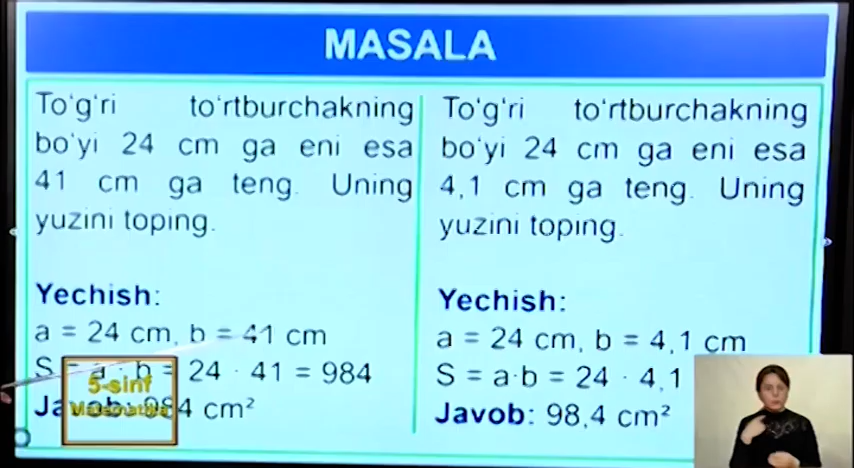 MASALA
To'g'ri to'rtburchakning
bo'yi 24 cm ga eni esa
41 cm ga teng. Uning
yuzini toping.
Yechish:
a = 24 cm, b = 41 cm
S = a · b = 24 · 41 = 984
Javob: 984 cm²
To'g'ri to'rtburchakning
bo'yi 24 cm ga eni esa
4,1 cm ga teng. Uning
yuzini toping.
Yechish:
a = 24 cm, b = 4,1 cm
S = a·b = 24 · 4,1
Javob: 98,4 cm²
5-sinf
Matematika